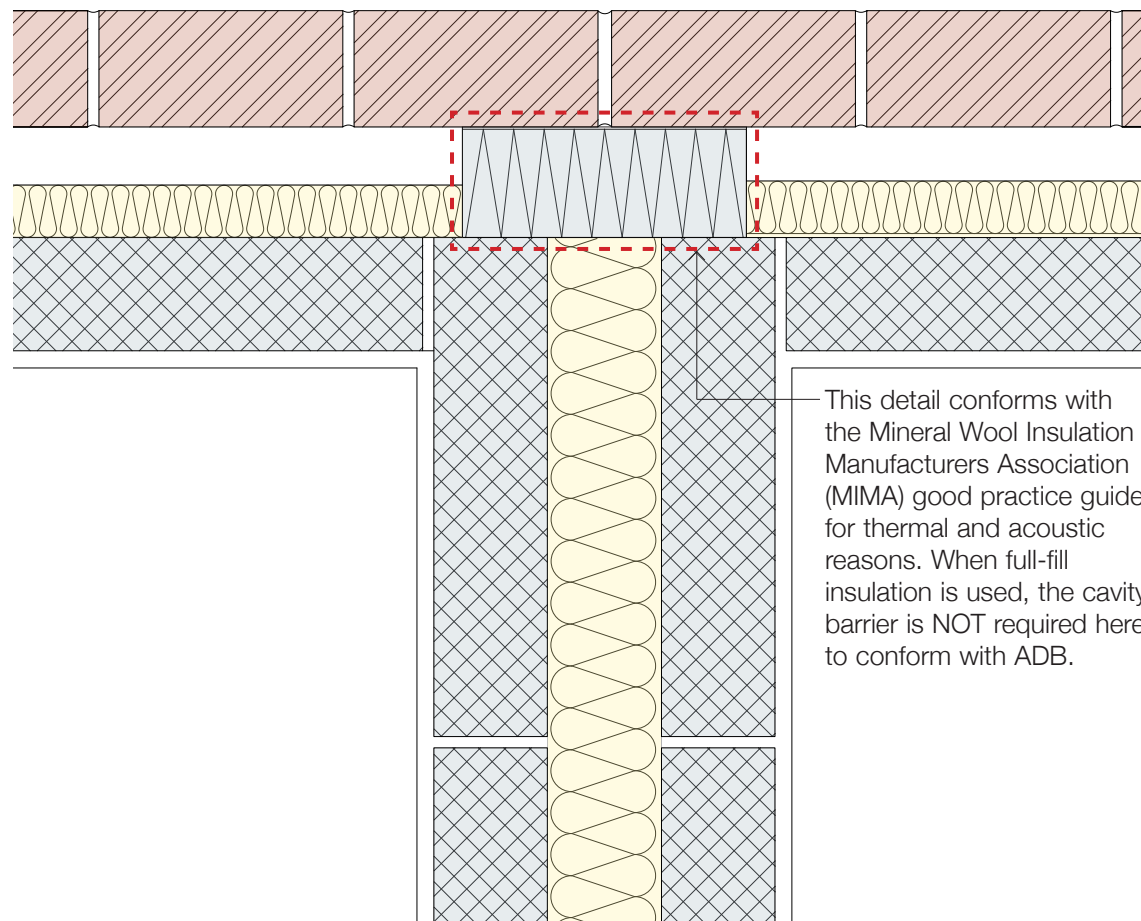 This detail conforms with
the Mineral Wool Insulation
Manufacturers Association
(MIMA) good practice guide
for thermal and acoustic
reasons. When full-fill
insulation is used, the cavity
barrier is NOT required here
to conform with ADB.